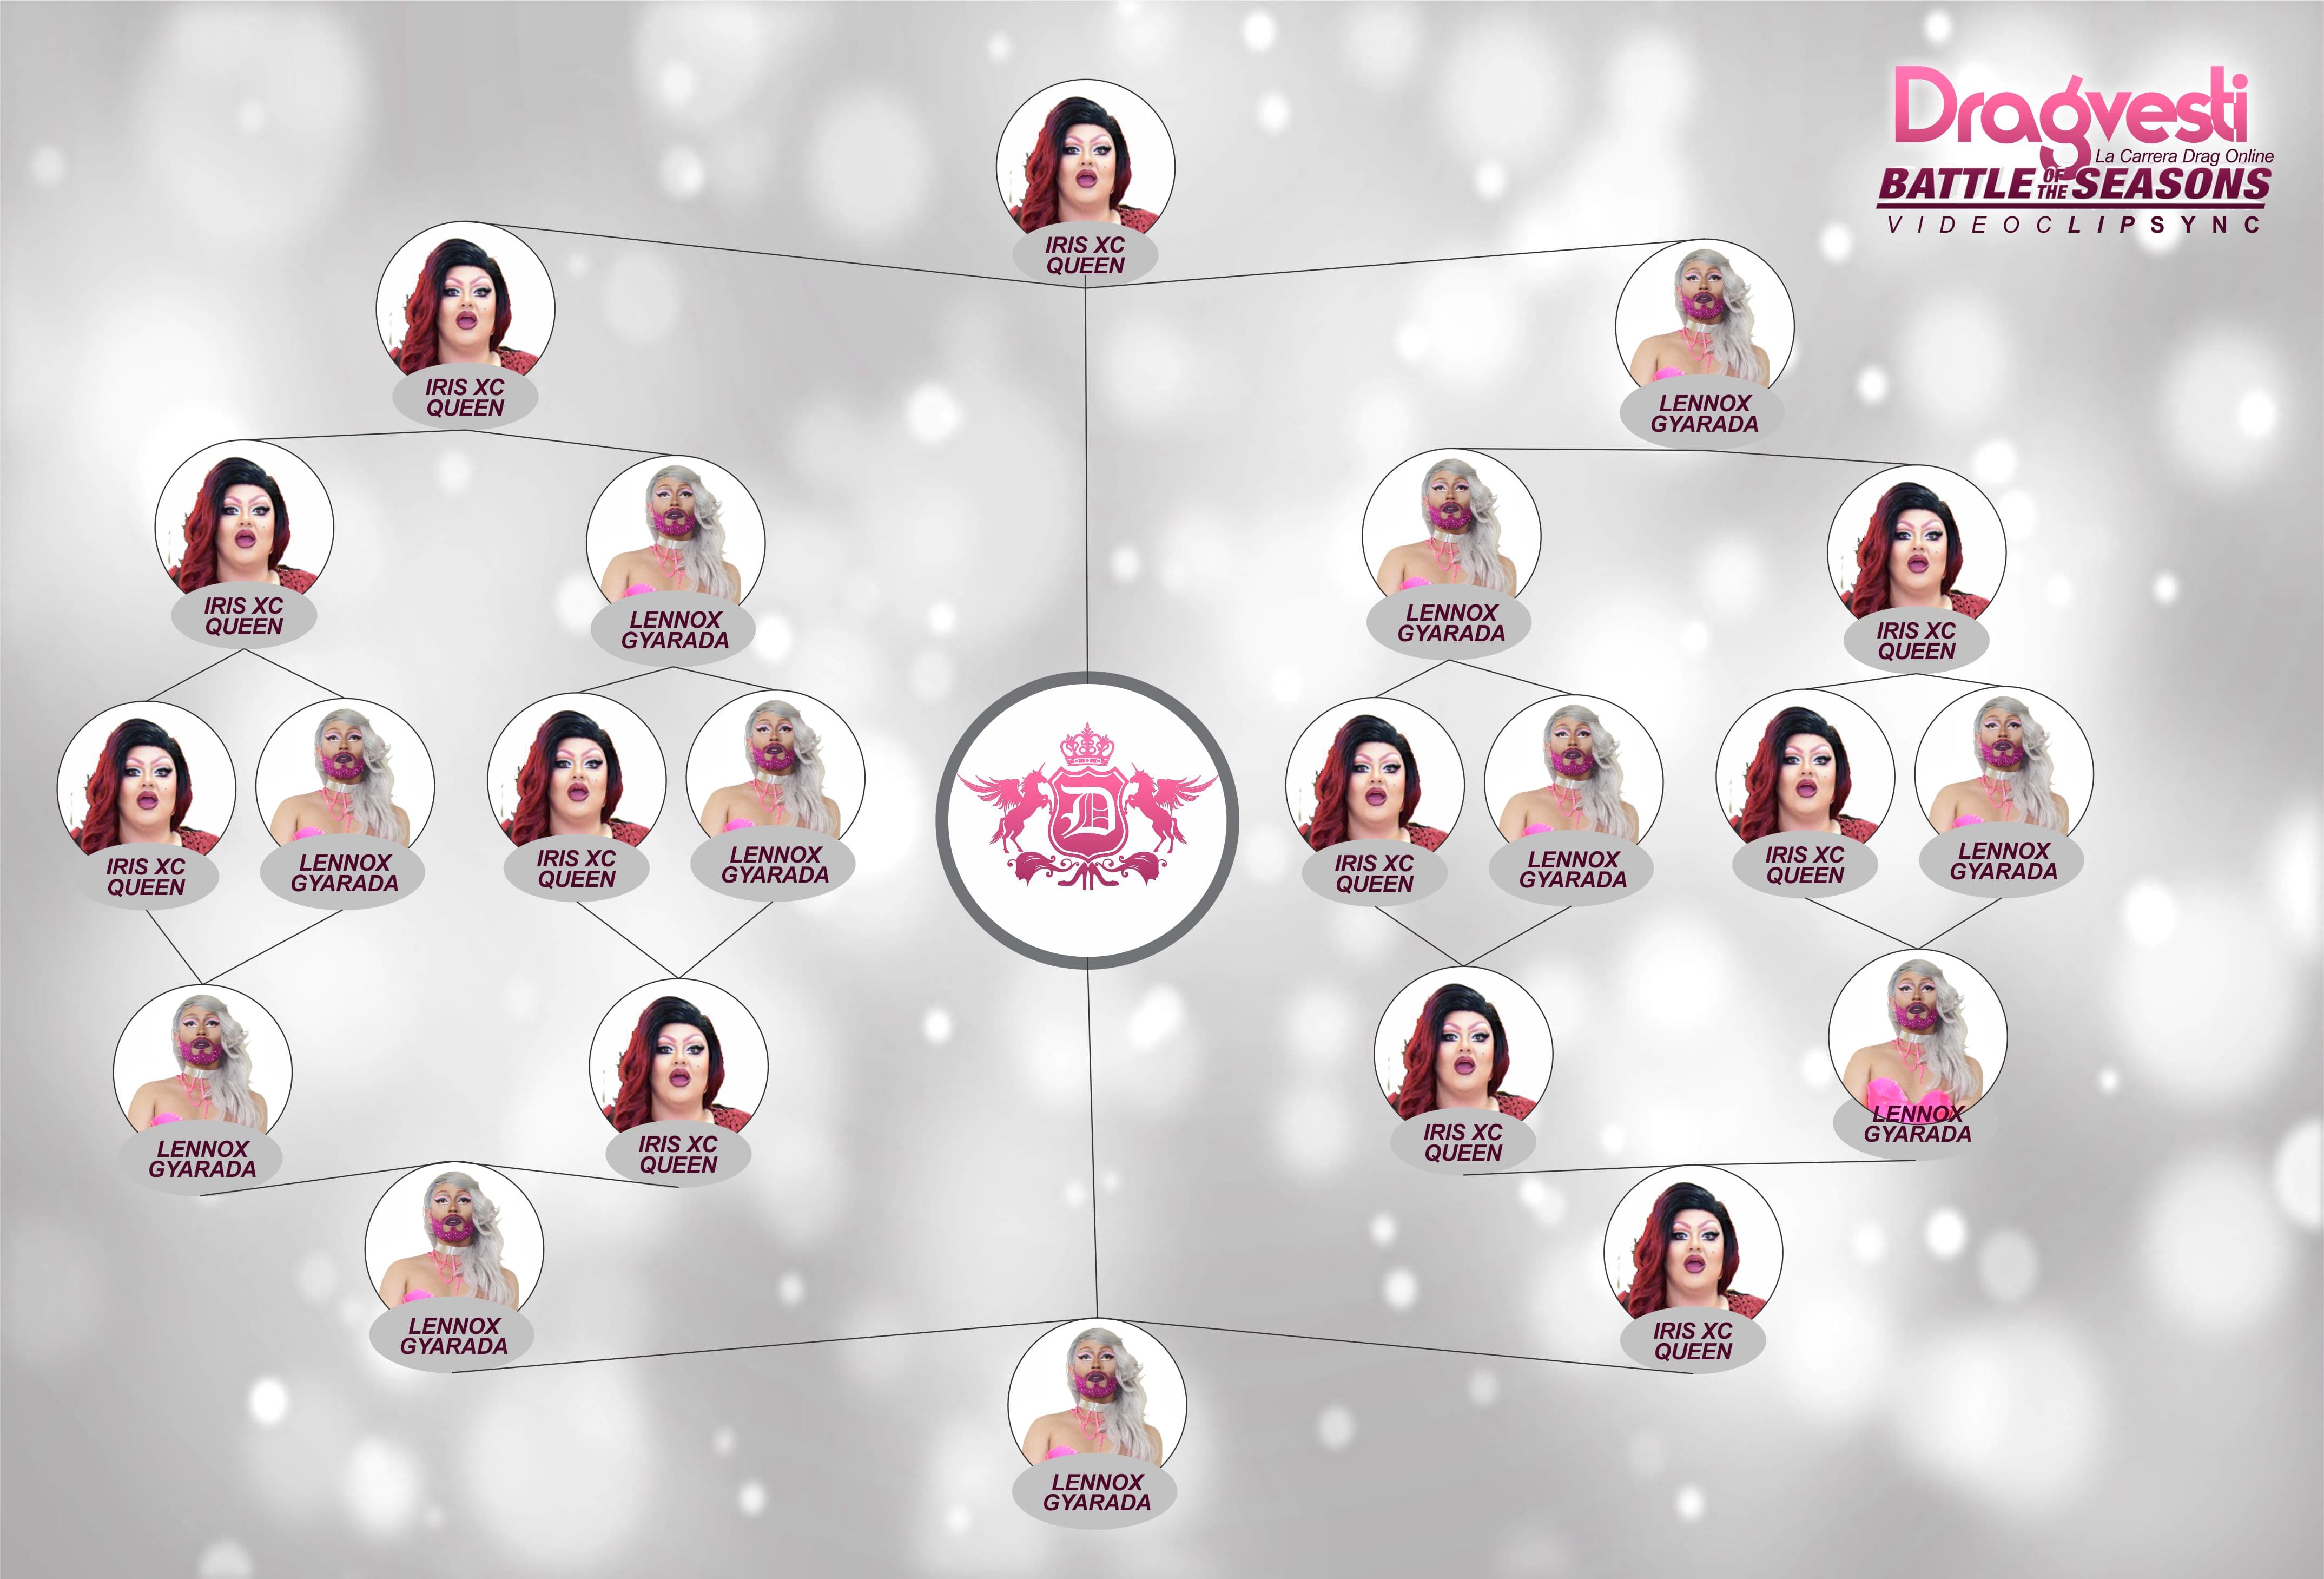 Dragvesti
La Carrera Drag Online
BATTLE OF THE SEASONS
VIDEOCLIPSYNC
IRIS XC
QUEEN
IRIS XC
QUEEN
LENNOX
GYARADA
IRIS XC
QUEEN
LENNOX
GYARADA
LENNOX
GYARADA
IRIS XC
QUEEN
IRIS XC
QUEEN
LENNOX
GYARADA
IRIS XC
QUEEN
LENNOX
GYARADA
D
IRIS XC
QUEEN
LENNOX
GYARADA
IRIS XC
QUEEN
LENNOX
GYARADA
LENNOX
GYARADA
IRIS XC
QUEEN
IRIS XC
QUEEN
LENNOX
GYARADA
LENNOX
GYARADA
IRIS XC
QUEEN
LENNOX
GYARADA